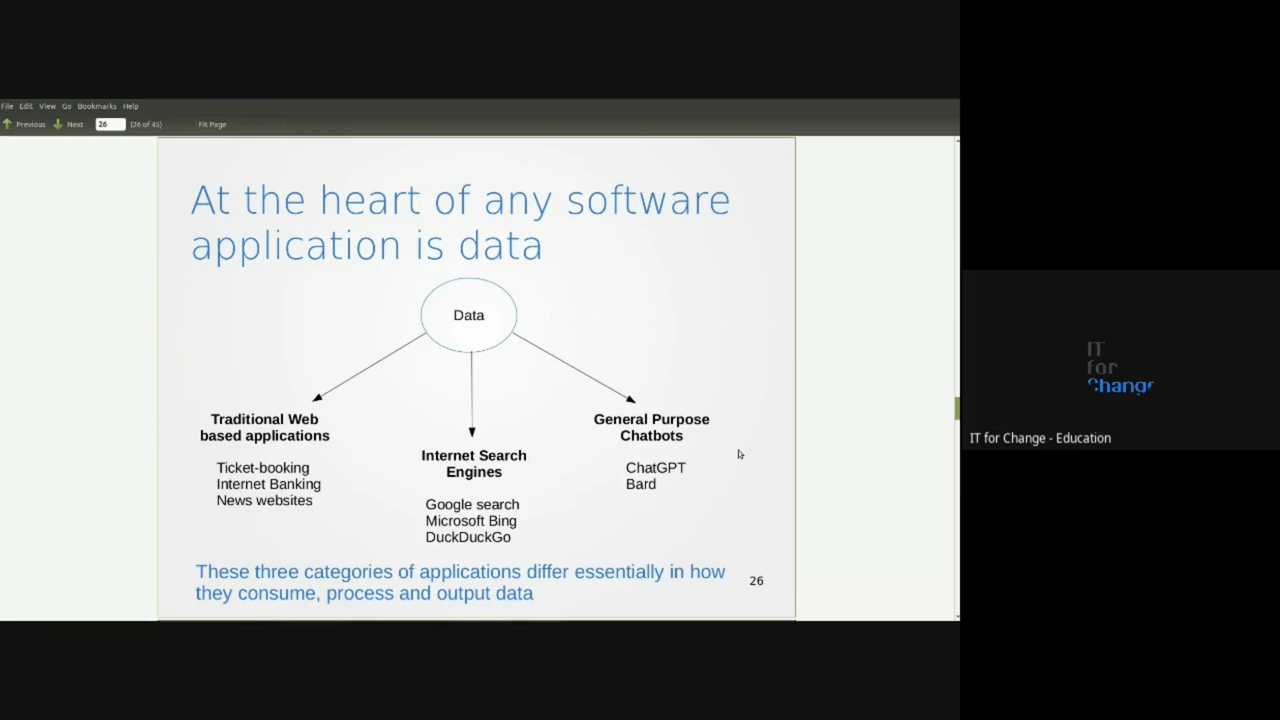 File Edit View Go Bookmarks Help
Previous Next 26 (26 of 45) Fit Page
At the heart of any software
application is data
Data
Traditional Web
based applications
Ticket-booking
Internet Banking
News websites
Internet Search
Engines
Google search
Microsoft Bing
DuckDuckGo
General Purpose
Chatbots
ChatGPT
Bard
These three categories of applications differ essentially in how
they consume, process and output data
26
IT
for
Change
IT for Change - Education